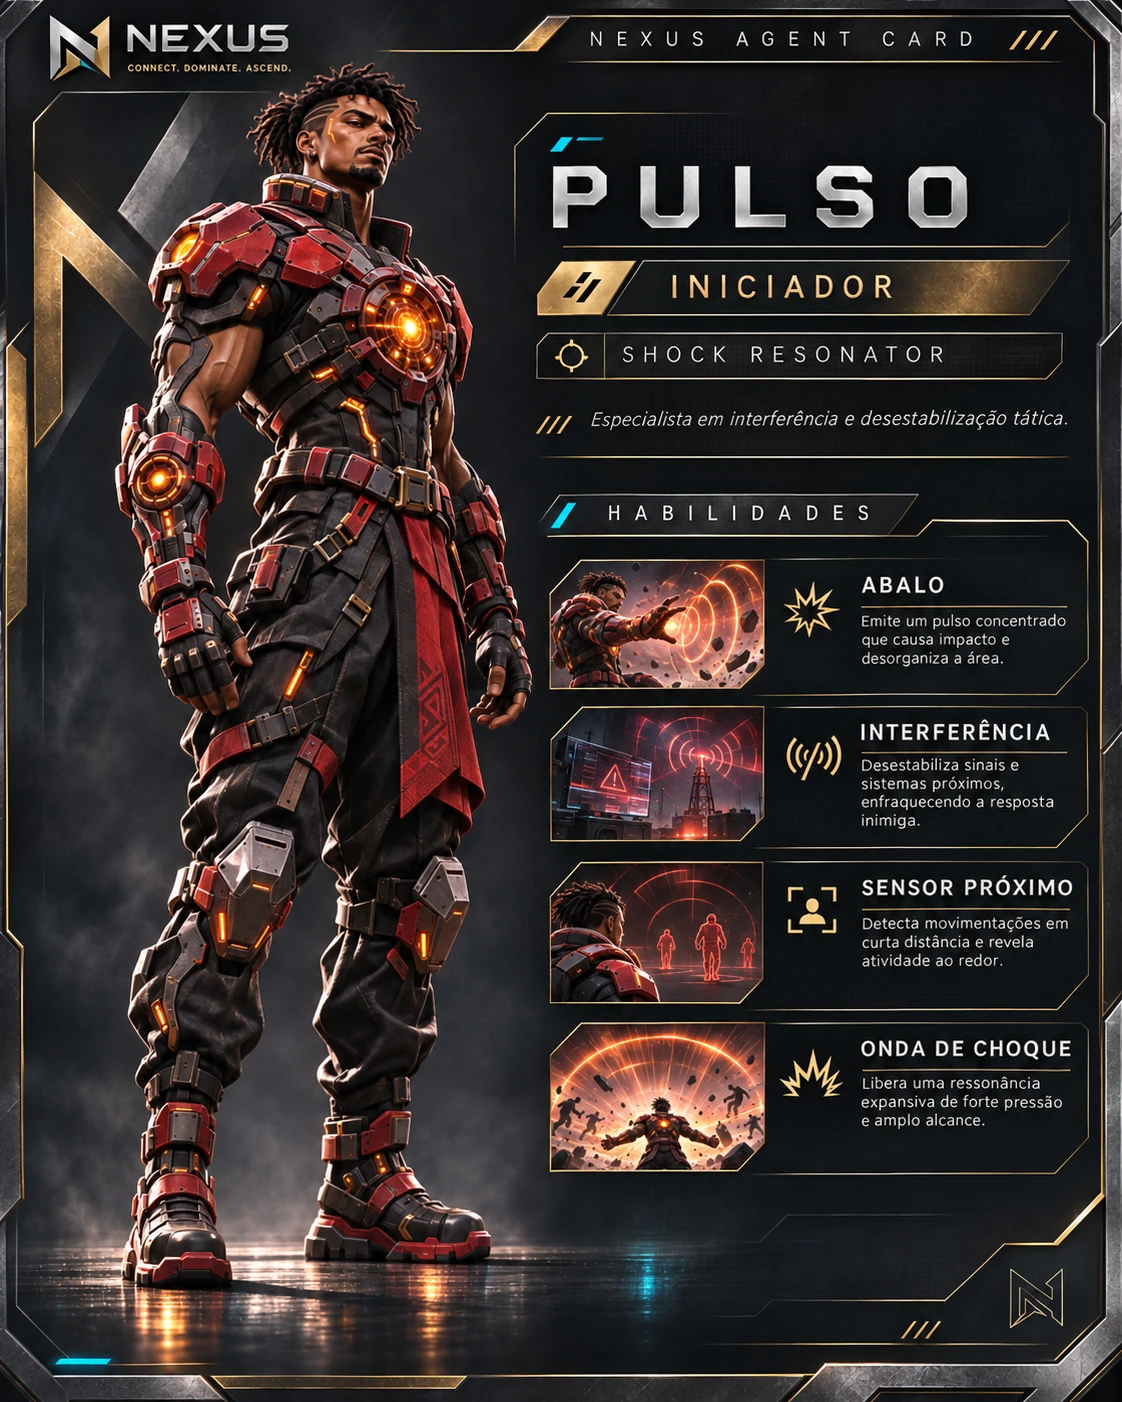 NEXUS
CONNECT. DOMINATE. ASCEND.
NEXUS AGENT CARD
PULSO
INICIADOR
SHOCK RESONATOR
Especialista em interferência e desestabilização tática.
HABILIDADES
ABALO
Emite um pulso concentrado
que causa impacto e
desorganiza a área.
INTERFERÊNCIA
Desestabiliza sinais e
sistemas próximos,
enfraquecendo a resposta
inimiga.
SENSOR PRÓXIMO
Detecta movimentações em
curta distância e revela
atividade ao redor.
ONDA DE CHOQUE
Libera uma ressonância
expansiva de forte pressão
e amplo alcance.